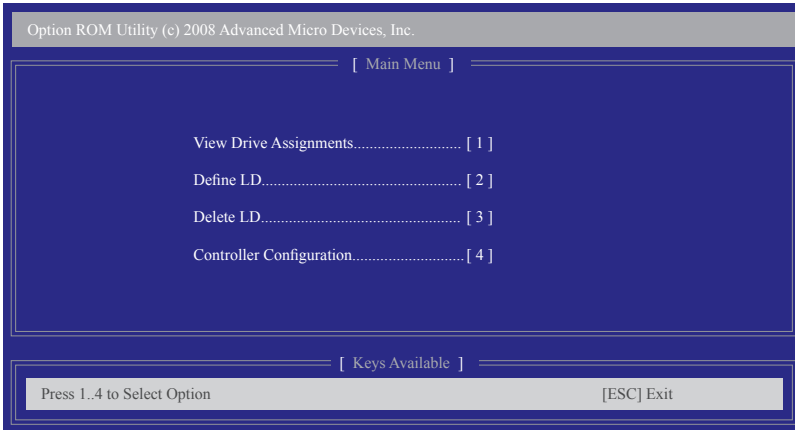 Option ROM Utility (c) 2008 Advanced Micro Devices, Inc.
[ Main Menu ]
View Drive Assignments.......................... [ 1 ]
Define LD................................................ [ 2 ]
Delete LD................................................ [ 3 ]
Controller Configuration...........................[ 4 ]
[ Keys Available ]
Press 1..4 to Select Option [ESC] Exit